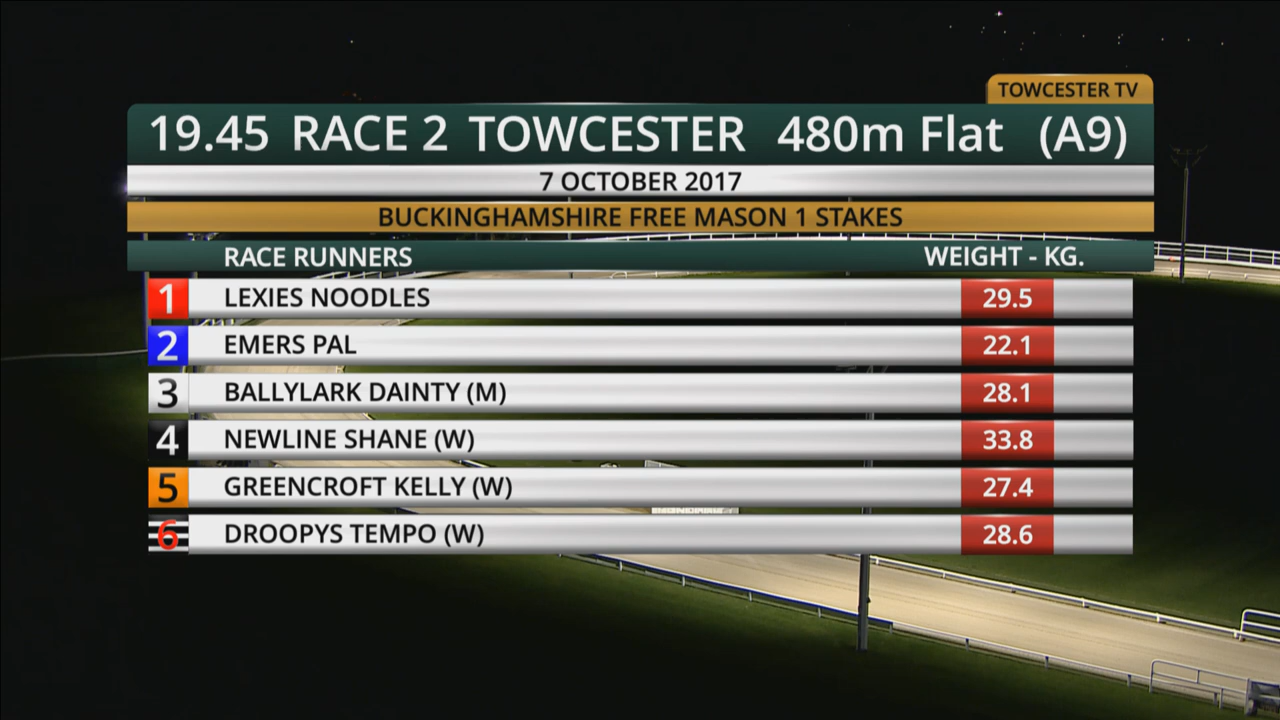 TOWCESTER TV
19.45 RACE 2 TOWCESTER 480m Flat (A9)
7 OCTOBER 2017
BUCKINGHAMSHIRE FREE MASON 1 STAKES
RACE RUNNERS WEIGHT - KG.
1 LEXIES NOODLES 29.5
2 EMERS PAL 22.1
3 BALLYLARK DAINTY (M) 28.1
4 NEWLINE SHANE (W) 33.8
5 GREENCROFT KELLY (W) 27.4
6 DROOPYS TEMPO (W) 28.6